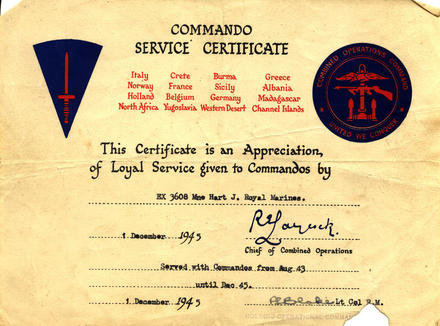 COMMANDO
SERVICE CERTIFICATE
Italy Crete Burma Greece
Norway France Sicily Albania
Holland Belgium Germany Madagascar
North Africa Yugoslavia Western Desert Channel Islands
COMBINED OPERATIONS COMMAND
UNITED WE CONQUER
This Certificate is an Appreciation,
of Loyal Service given to Commandos by
EX 3608 Mne Hart J. Royal Marines.
1 December 1945
Chief of Combined Operations
Served with Commandos from Aug 43
until Dec 45.
1 December 1945 Lt Col R.M.
HOLDING OPERATIONAL COMMANDO